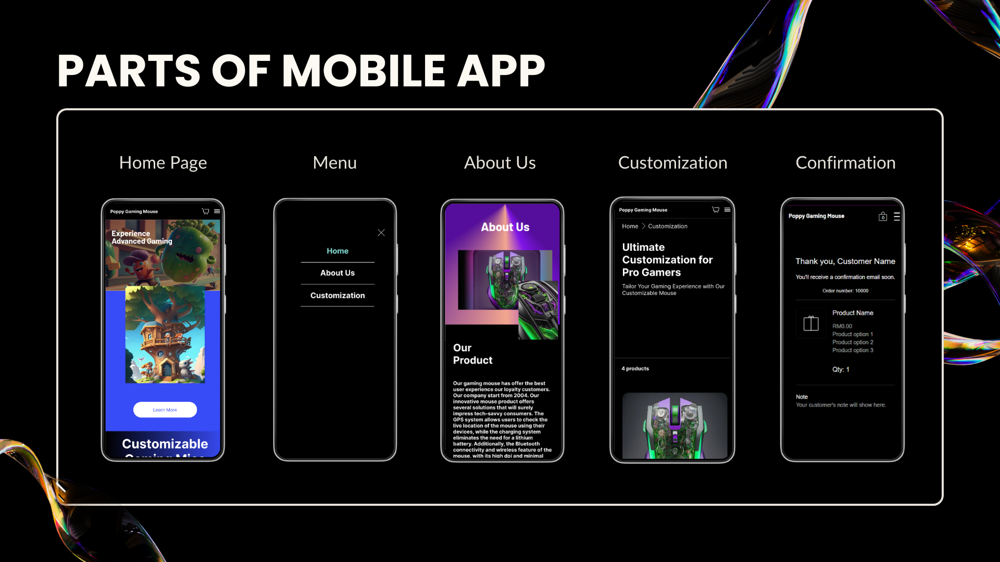 PARTS OF MOBILE APP
Home Page
Menu
About Us
Customization
Confirmation
Poppy Gaming Mouse
Experience
Advanced Gaming
Learn More
Customizable
Gaming Mice
Home
About Us
Customization
About Us
Our
Product
Our gaming mouse has offer the best
user experience our loyalty customers.
Our company start from 2004. Our
innovative mouse product offers
several solutions that will surely
impress tech-savvy consumers. The
GPS system allows users to check the
live location of the mouse using their
devices, while the charging system
eliminates the need for a lithium
battery. Additionally, the Bluetooth
connectivity and wireless feature of the
mouse, with its high dpi and minimal
Poppy Gaming Mouse
Home > Customization
Ultimate
Customization for
Pro Gamers
Tailor Your Gaming Experience with Our
Customizable Mouse
4 products
Poppy Gaming Mouse
0
Thank you, Customer Name
You'll receive a confirmation email soon.
Order number: 10000
Product Name
RM0.00
Product option 1
Product option 2
Product option 3
Qty: 1
Note
Your customer's note will show here.